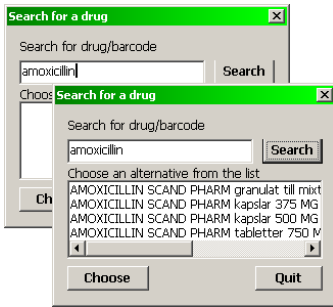 Search for a drug
Search for drug/barcode
amoxicillin
Search
Choos
Ch
Search for a drug
Search for drug/barcode
amoxicillin
Search
Choose an alternative from the list
AMOXICILLIN SCAND PHARM granulat till mixt
AMOXICILLIN SCAND PHARM kapslar 375 MG
AMOXICILLIN SCAND PHARM kapslar 500 MG
AMOXICILLIN SCAND PHARM tabletter 750 M
Choose
Quit